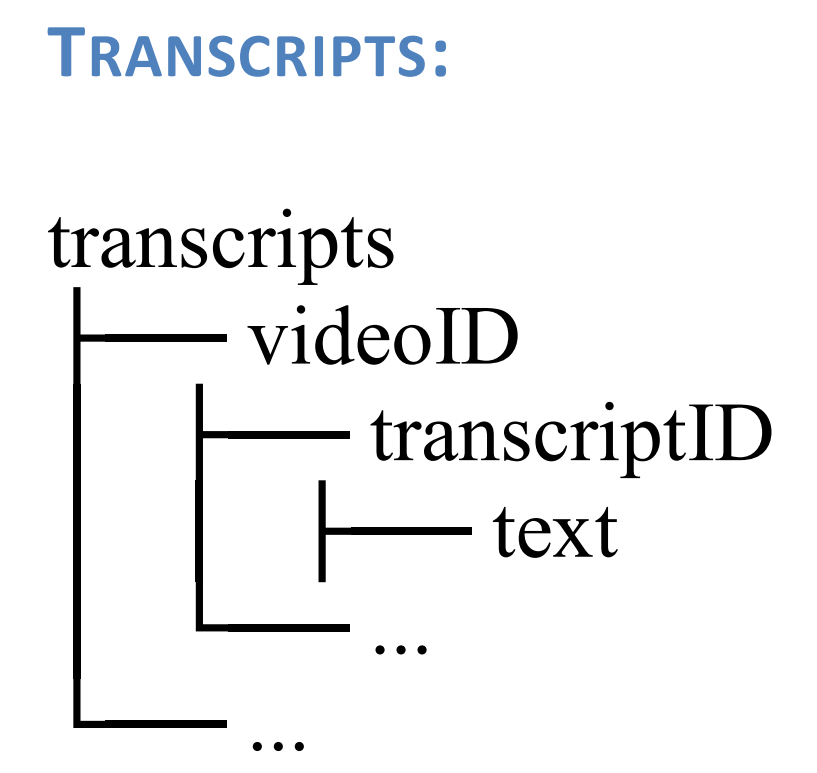 TRANSCRIPTS:
transcripts
videoID
transcriptID
text
...
...